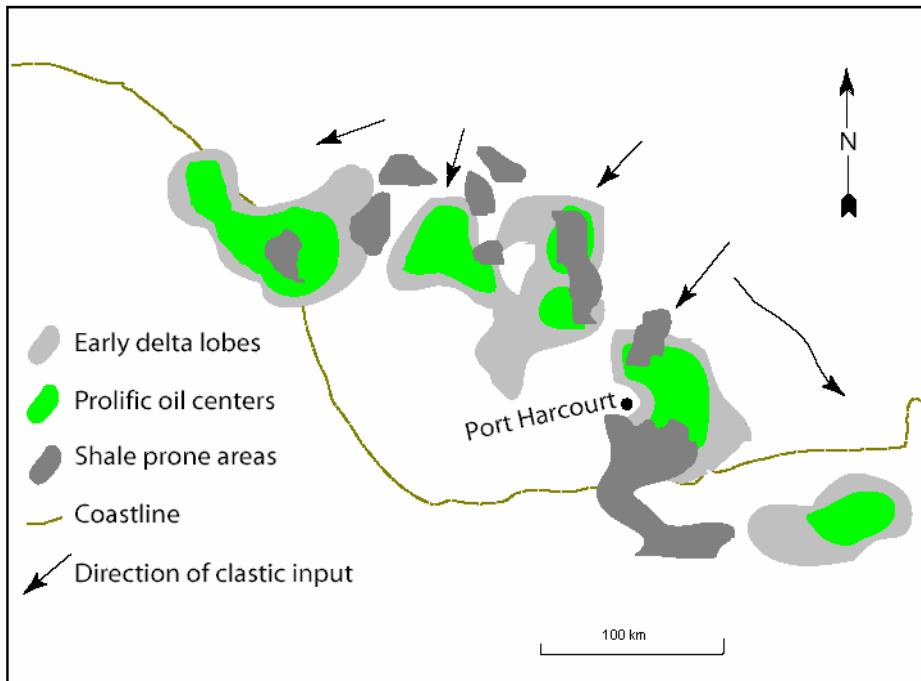 N
Early delta lobes
Prolific oil centers
Port Harcourt
Shale prone areas
Coastline
Direction of clastic input
100 km